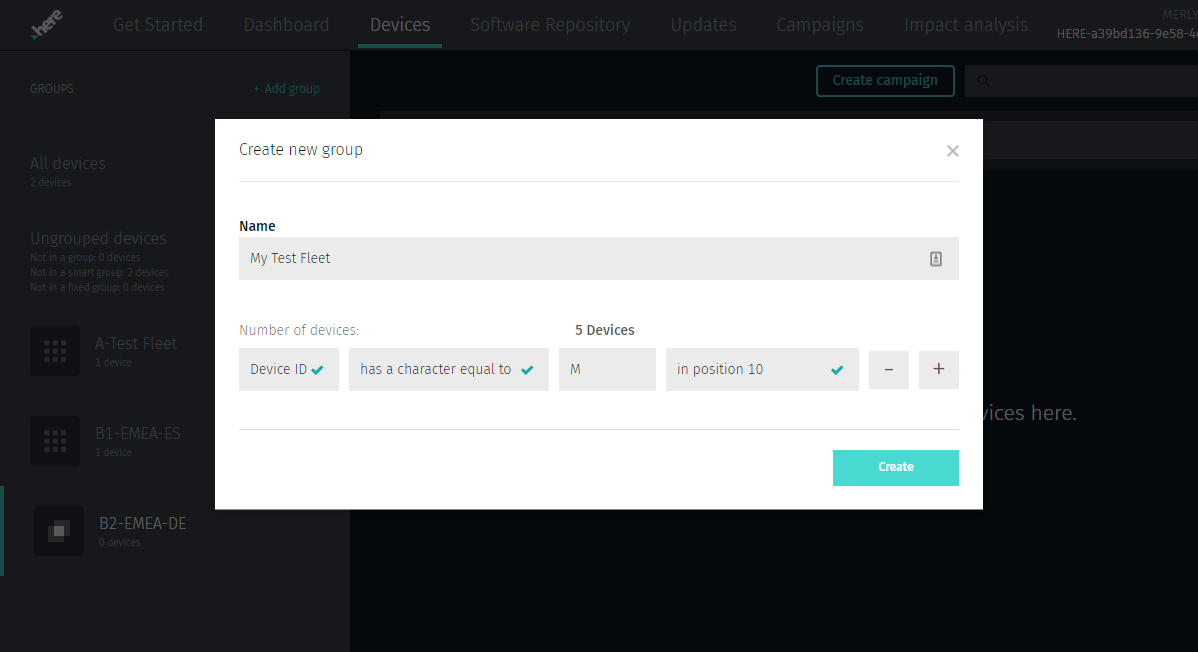 here
Get Started
Dashboard
Devices
Software Repository
Updates
Campaigns
Impact analysis
MERLY
HERE-a39bd136-9e58-4
GROUPS
+ Add group
Create campaign
All devices
2 devices
Ungrouped devices
Not in a group: 0 devices
Not in a smart group: 2 devices
Not in a fixed group: 0 devices
A-Test Fleet
1 device
B1-EMEA-ES
1 device
B2-EMEA-DE
0 devices
Create new group
Name
My Test Fleet
Number of devices:
5 Devices
Device ID
has a character equal to
M
in position 10
−
+
Create
vices here.